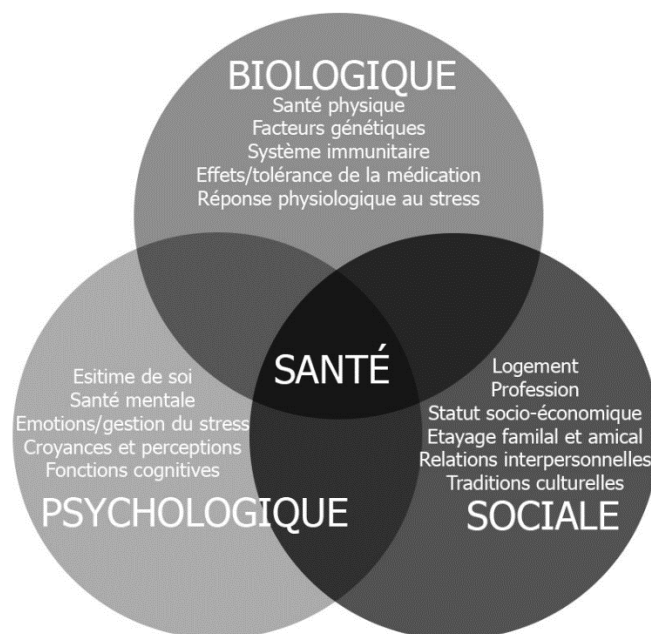 BIOLOGIQUE
Santé physique
Facteurs génétiques
Système immunitaire
Effets/tolérance de la médication
Réponse physiologique au stress
SANTÉ
Esitime de soi
Santé mentale
Emotions/gestion du stress
Croyances et perceptions
Fonctions cognitives
PSYCHOLOGIQUE
Logement
Profession
Statut socio-économique
Etayage familal et amical
Relations interpersonnelles
Traditions culturelles
SOCIALE